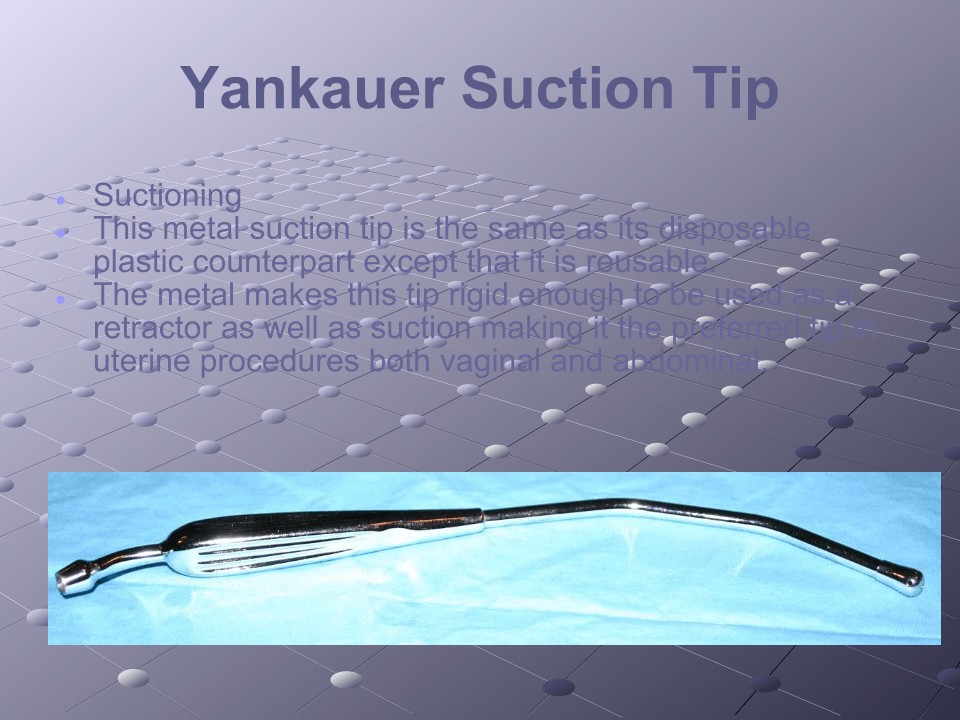 Yankauer Suction Tip
Suctioning
This metal suction tip is the same as its disposable
plastic counterpart except that it is reusable
The metal makes this tip rigid enough to be used as a
retractor as well as suction making it the preferred tip in
uterine procedures both vaginal and abdominal.